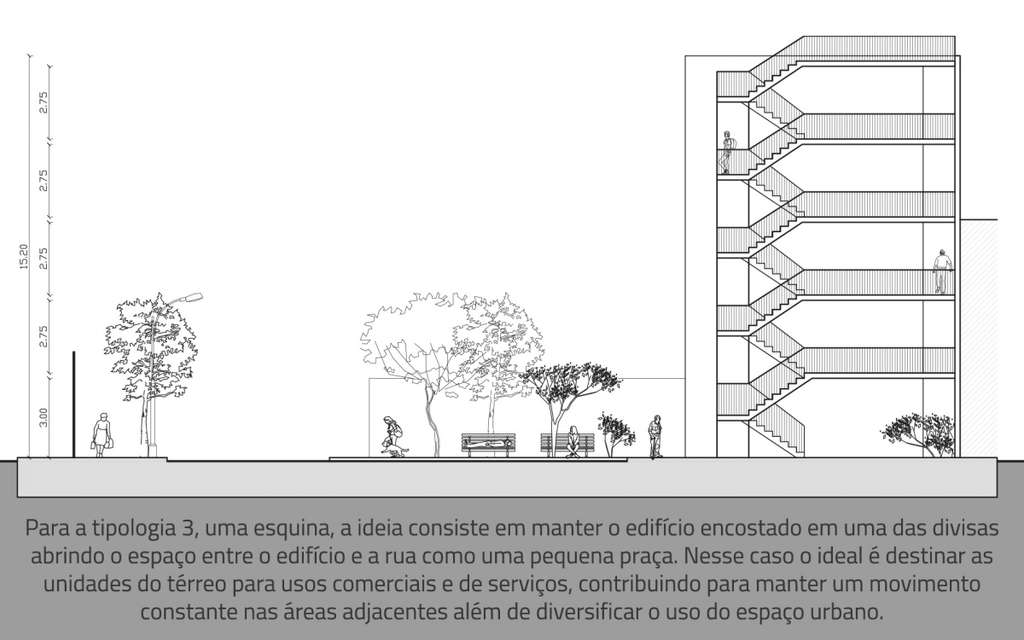 2.75
2.75
15.20
2.75
2.75
3.00
Para a tipologia 3, uma esquina, a ideia consiste em manter o edifício encostado em uma das divisas
abrindo o espaço entre o edifício e a rua como uma pequena praça. Nesse caso o ideal é destinar as
unidades do térreo para usos comerciais e de serviços, contribuindo para manter um movimento
constante nas áreas adjacentes além de diversificar o uso do espaço urbano.